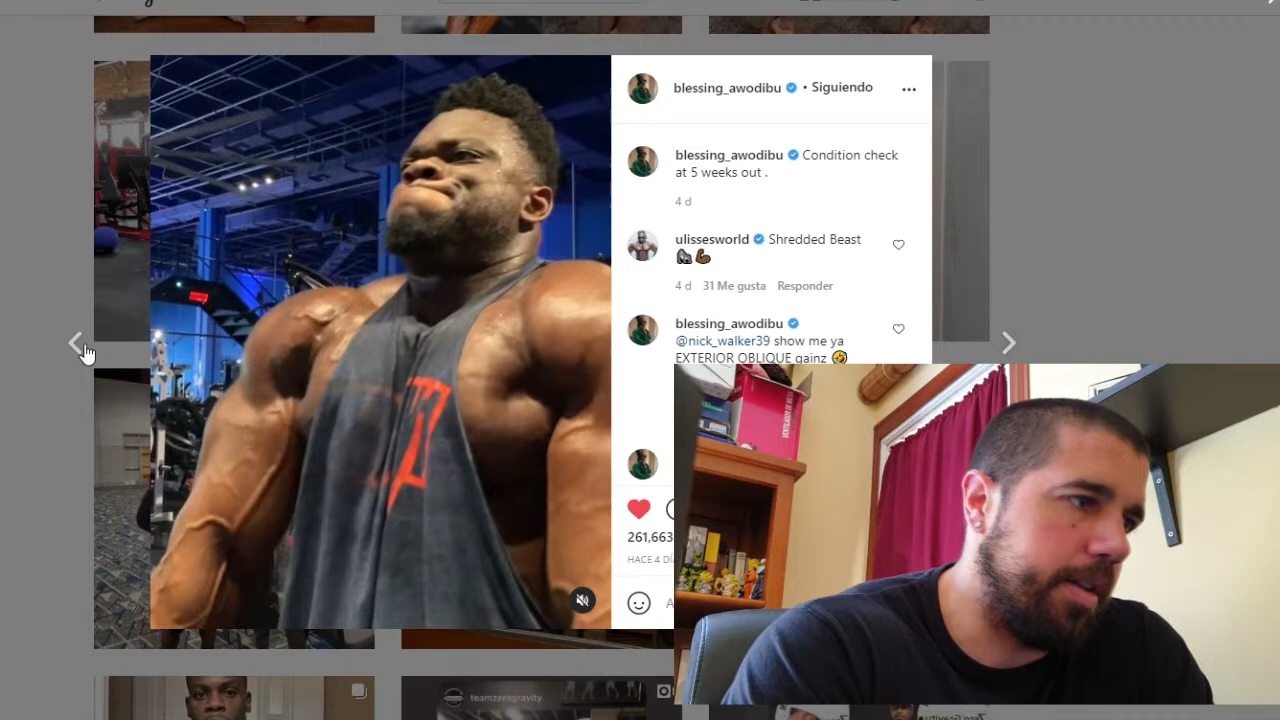 blessing_awodibu • Siguiendo
blessing_awodibu Condition check
at 5 weeks out .
4 d
ulissesworld Shredded Beast
4 d 31 Me gusta Responder
blessing_awodibu
@nick_walker39 show me ya
EXTERIOR OBLIQUE gainz
261,663
HACE 4 D
A
teamzerogravity